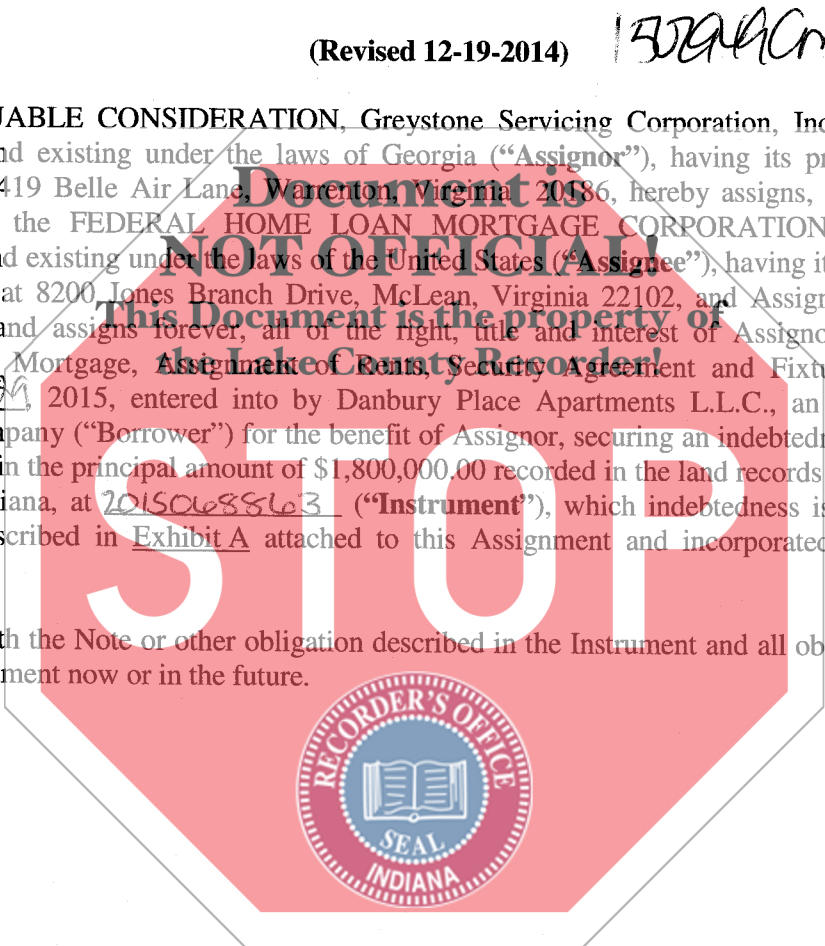 (Revised 12-19-2014)
UABLE CONSIDERATION, Greystone Servicing Corporation, Inc
nd existing under the laws of Georgia (“Assignor”), having its pr
419 Belle Air Lane, Warrenton, Virginia 20186, hereby assigns,
the FEDERAL HOME LOAN MORTGAGE CORPORATION
d existing under the laws of the United States (“Assignee”), having it
at 8200 Jones Branch Drive, McLean, Virginia 22102, and Assign
and assigns forever, all of the right, title and interest of Assigno
Mortgage, Assignment of Rents, Security Agreement and Fixtu
, 2015, entered into by Danbury Place Apartments L.L.C., an
pany (“Borrower”) for the benefit of Assignor, securing an indebtedn
in the principal amount of $1,800,000.00 recorded in the land records
iana, at 2015068863 (“Instrument”), which indebtedness is
scribed in Exhibit A attached to this Assignment and incorporated
th the Note or other obligation described in the Instrument and all ob
ment now or in the future.
Document is
NOT OFFICIAL!
This Document is the property of
the Lake County Recorder!
STOP
RECORDER'S OFFICE
SEAL
INDIANA